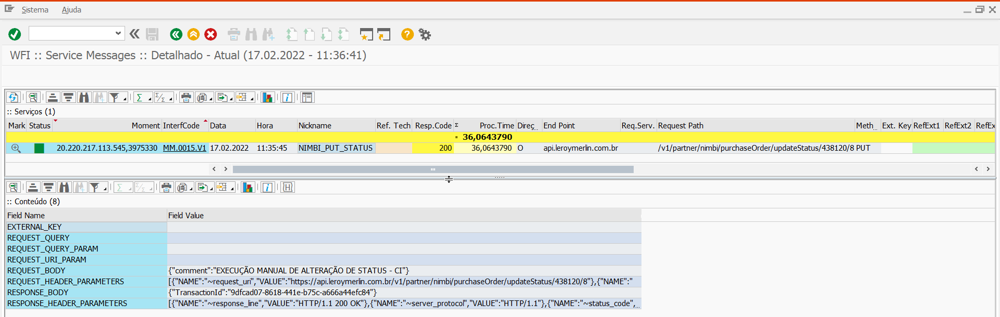 Sistema Ajuda
WFI :: Service Messages :: Detalhado - Atual (17.02.2022 - 11:36:41)
:: Serviços (1)
Mark Status Moment InterfCode Data Hora Nickname Ref. Tech Resp.Code Σ Proc.Time Direç... End Point Req.Serv. Request Path Meth... Ext. Key RefExt1 RefExt2 RefEx
36,0643790
20.220.217.113.545,3975330 MM.0015.V1 17.02.2022 11:35:45 NIMBI_PUT_STATUS 200 36,0643790 O api.leroymerlin.com.br /v1/partner/nimbi/purchaseOrder/updateStatus/438120/8 PUT
:: Conteúdo (8)
Field Name Field Value
EXTERNAL_KEY
REQUEST_QUERY
REQUEST_QUERY_PARAM
REQUEST_URI_PARAM
REQUEST_BODY {"comment":"EXECUÇÃO MANUAL DE ALTERAÇÃO DE STATUS - CI"}
REQUEST_HEADER_PARAMETERS [{"NAME":"~request_uri","VALUE":"https://api.leroymerlin.com.br/v1/partner/nimbi/purchaseOrder/updateStatus/438120/8"},{"NAME":"
RESPONSE_BODY {"TransactionId":"9dfcad07-8618-441e-b75c-a666a44efc84"}
RESPONSE_HEADER_PARAMETERS [{"NAME":"~response_line","VALUE":"HTTP/1.1 200 OK"},{"NAME":"~server_protocol","VALUE":"HTTP/1.1"},{"NAME":"~status_code",...